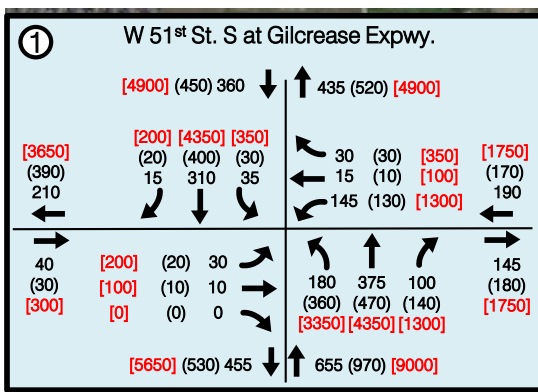 1 W 51st St. S at Gilcrease Expwy.
[4900] (450) 360 435 (520) [4900]
[200] [4350] [350]
(20) (400) (30)
15 310 35
[3650]
(390)
210
30 (30) [350]
15 (10) [100]
145 (130) [1300]
[1750]
(170)
190
40
(30)
[300]
[200] (20) 30
[100] (10) 10
[0] (0) 0
180 375 100
(360) (470) (140)
[3350] [4350] [1300]
145
(180)
[1750]
[5650] (530) 455 655 (970) [9000]